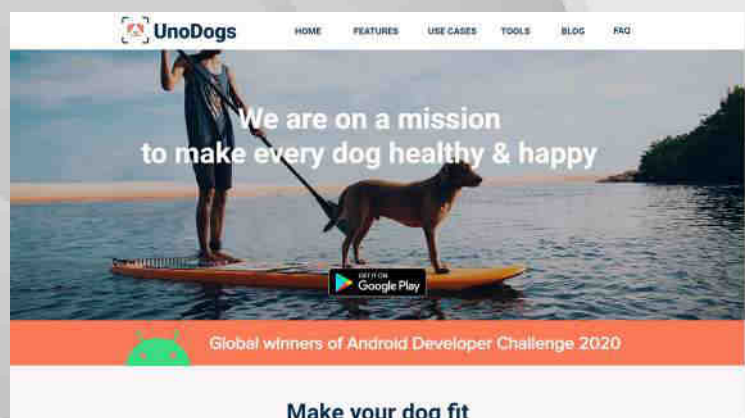 UnoDogs
HOME FEATURES USE CASES TOOLS BLOG FAQ
We are on a mission
to make every dog healthy & happy
GET IT ON
Google Play
Global winners of Android Developer Challenge 2020
Make your dog fit